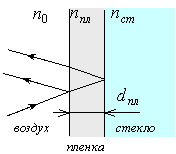 n0 nпл nст
dпл
воздух стекло
пленка